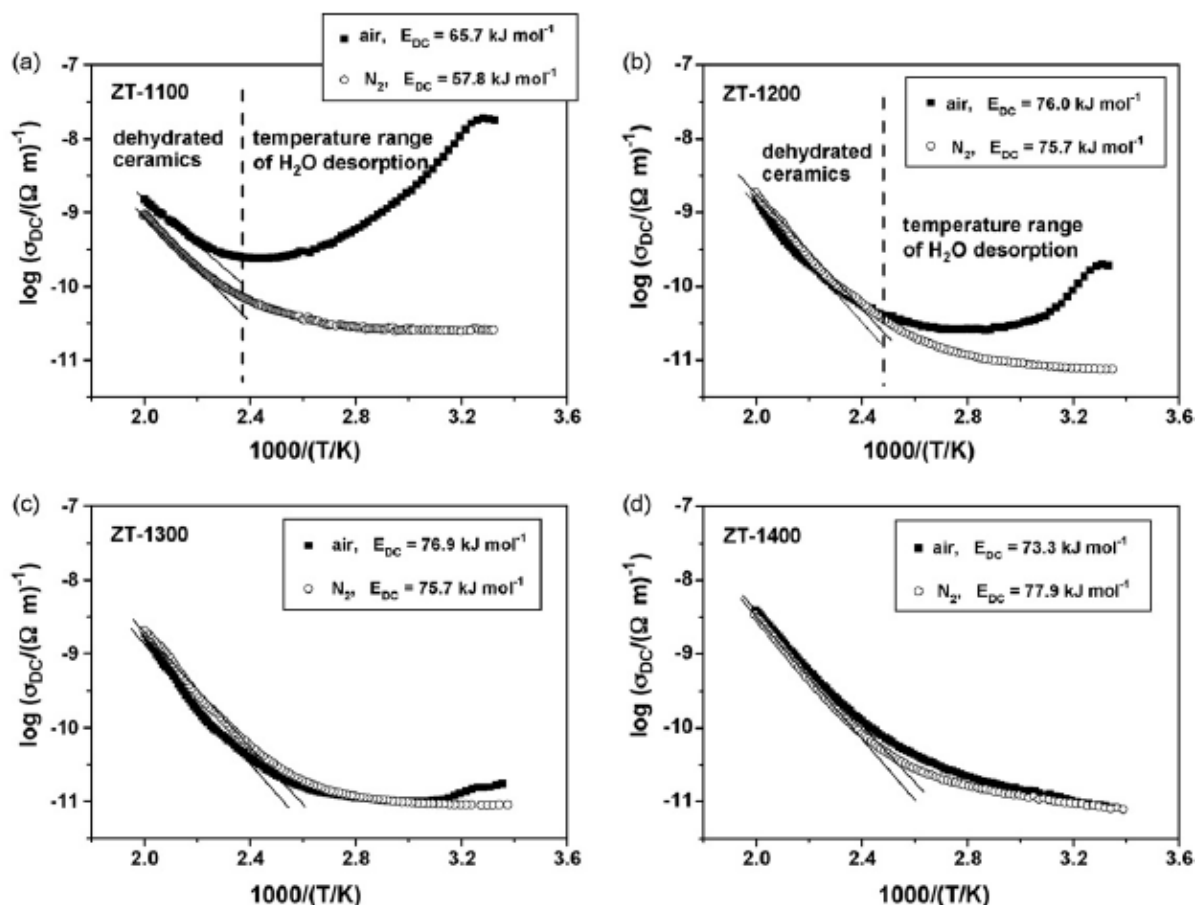 (a)
■ air, E_DC = 65.7 kJ mol⁻¹
○ N₂, E_DC = 57.8 kJ mol⁻¹
ZT-1100
dehydrated
ceramics
temperature range
of H₂O desorption
log (σ_DC/(Ω m)⁻¹
-7
-8
-9
-10
-11
2.0 2.4 2.8 3.2 3.6
1000/(T/K)
(b)
■ air, E_DC = 76.0 kJ mol⁻¹
○ N₂, E_DC = 75.7 kJ mol⁻¹
ZT-1200
dehydrated
ceramics
temperature range
of H₂O desorption
log (σ_DC/(Ω m)⁻¹
-7
-8
-9
-10
-11
2.0 2.4 2.8 3.2 3.6
1000/(T/K)
(c)
ZT-1300
■ air, E_DC = 76.9 kJ mol⁻¹
○ N₂, E_DC = 75.7 kJ mol⁻¹
log (σ_DC/(Ω m)⁻¹
-7
-8
-9
-10
-11
2.0 2.4 2.8 3.2 3.6
1000/(T/K)
(d)
ZT-1400
■ air, E_DC = 73.3 kJ mol⁻¹
○ N₂, E_DC = 77.9 kJ mol⁻¹
log (σ_DC/(Ω m)⁻¹
-7
-8
-9
-10
-11
2.0 2.4 2.8 3.2 3.6
1000/(T/K)